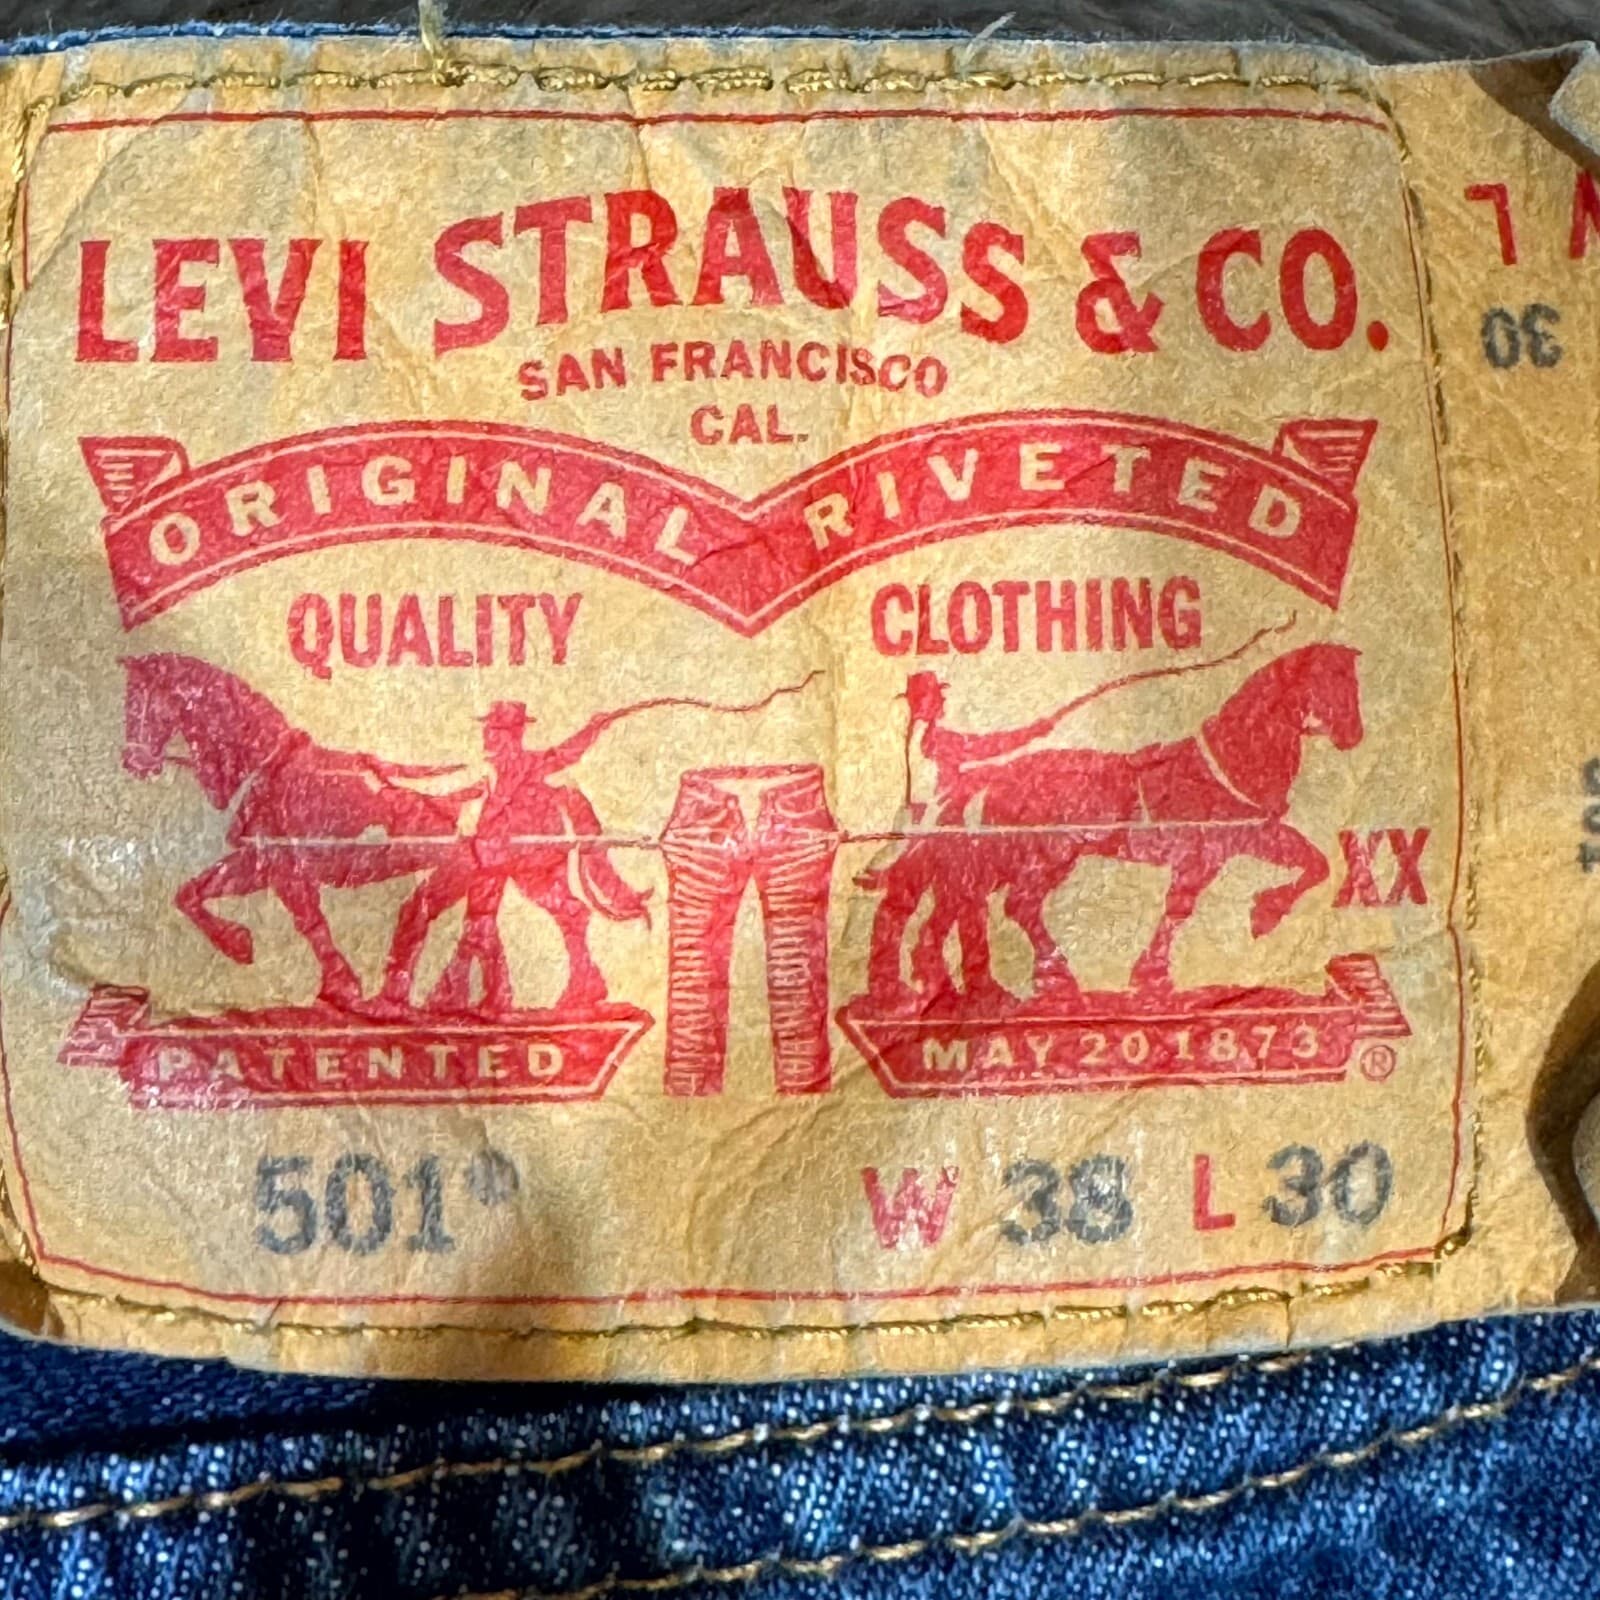 LEVI STRAUSS & CO.
SAN FRANCISCO
CAL.
ORIGINAL RIVETED
QUALITY CLOTHING
XX
PATENTED MAY 20 1873 ®
501® W 38 L 30
L
30